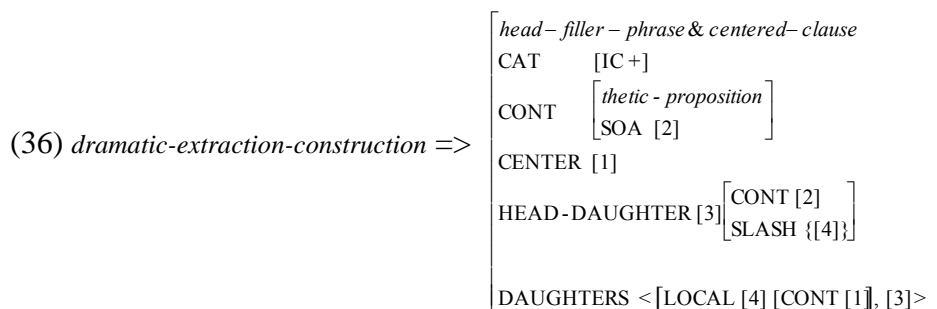 head – filler – phrase & centered – clause
CAT [IC +]
CONT [thetic - proposition
SOA [2]]
(36) dramatic-extraction-construction =>
CENTER [1]
HEAD - DAUGHTER [3] [CONT [2]
SLASH {[4]}]
DAUGHTERS < [LOCAL [4] [CONT [1]], [3]>